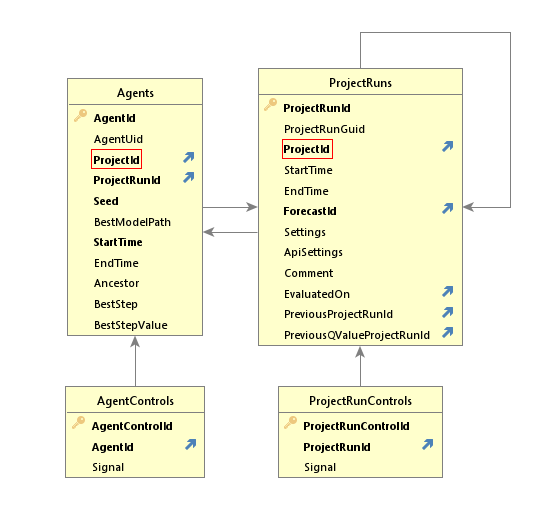 Agents
AgentId
AgentUid
ProjectId
ProjectRunId
Seed
BestModelPath
StartTime
EndTime
Ancestor
BestStep
BestStepValue
ProjectRuns
ProjectRunId
ProjectRunGuid
ProjectId
StartTime
EndTime
ForecastId
Settings
ApiSettings
Comment
EvaluatedOn
PreviousProjectRunId
PreviousQValueProjectRunId
AgentControls
AgentControlId
AgentId
Signal
ProjectRunControls
ProjectRunControlId
ProjectRunId
Signal